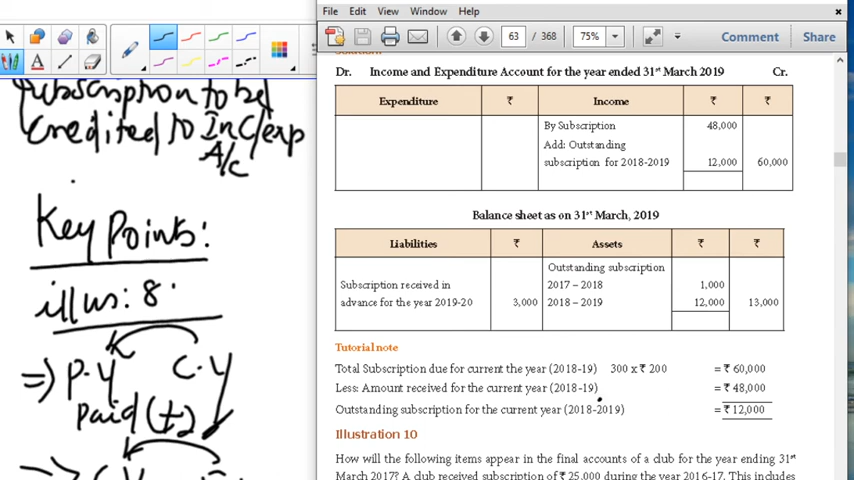 File Edit View Window Help
63 / 368 75% Comment Share
Dr. Income and Expenditure Account for the year ended 31st March 2019 Cr.
Expenditure ₹ Income ₹ ₹
By Subscription 48,000
Add: Outstanding
subscription for 2018-2019 12,000 60,000
Balance sheet as on 31st March, 2019
Liabilities ₹ Assets ₹ ₹
Outstanding subscription
Subscription received in 2017 – 2018 1,000
advance for the year 2019-20 3,000 2018 – 2019 12,000 13,000
Tutorial note
Total Subscription due for current the year (2018-19) 300 x ₹ 200 = ₹ 60,000
Less: Amount received for the current year (2018-19) = ₹ 48,000
Outstanding subscription for the current year (2018-2019) = ₹ 12,000
Illustration 10
How will the following items appear in the final accounts of a club for the year ending 31st
March 2017? A club received subscription of ₹ 25,000 during the year 2016-17. This includes
Subscription to be
Credited to Inc/exp
A/c
Key Points:
illus: 8
=> P.Y C.Y
paid (+)